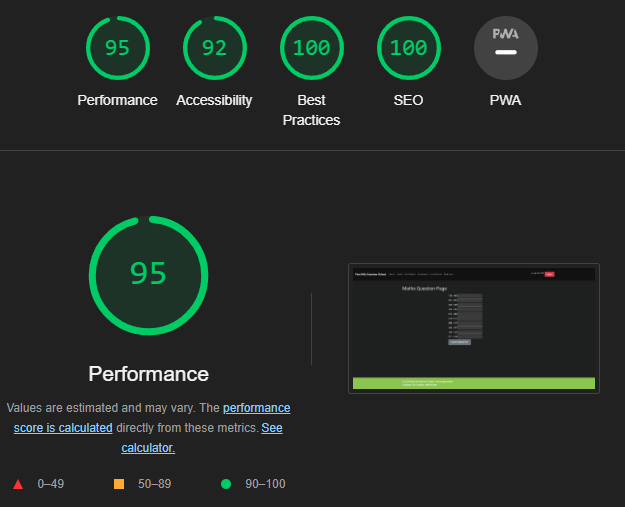 95
92
100
100
PWA
Performance
Accessibility
Best
Practices
SEO
PWA
95
Performance
Values are estimated and may vary. The performance
score is calculated directly from these metrics. See
calculator.
0–49
50–89
90–100
Maths Question Page